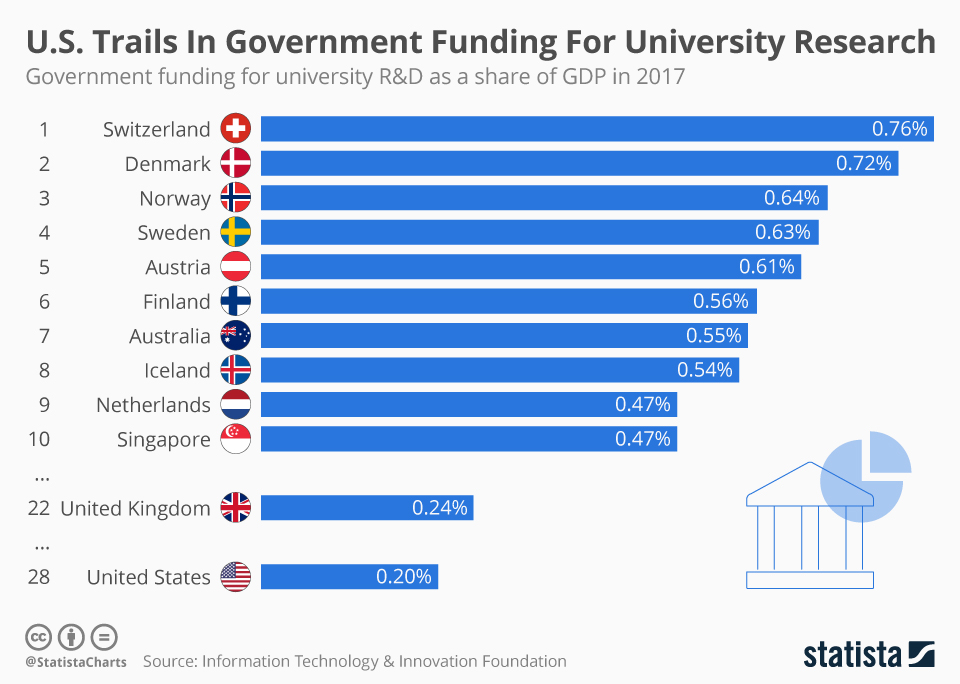 U.S. Trails In Government Funding For University Research
Government funding for university R&D as a share of GDP in 2017
1 Switzerland 0.76%
2 Denmark 0.72%
3 Norway 0.64%
4 Sweden 0.63%
5 Austria 0.61%
6 Finland 0.56%
7 Australia 0.55%
8 Iceland 0.54%
9 Netherlands 0.47%
10 Singapore 0.47%
...
22 United Kingdom 0.24%
...
28 United States 0.20%
cc
@StatistaCharts Source: Information Technology & Innovation Foundation
statista